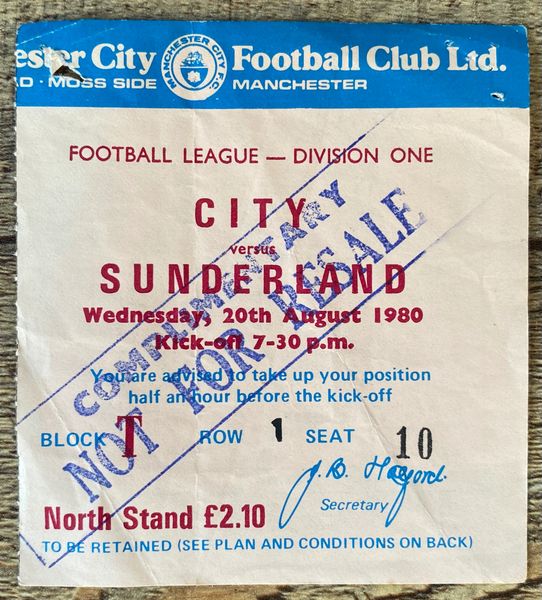 ester City Football Club Ltd.
D · MOSS SIDE MANCHESTER
MANCHESTER CITY F.C.
FOOTBALL LEAGUE — DIVISION ONE
CITY
versus
SUNDERLAND
Wednesday, 20th August 1980
Kick-off 7-30 p.m.
COMPLIMENTARY
NOT FOR RESALE
You are advised to take up your position
half an hour before the kick-off
BLOCK T ROW 1 SEAT 10
J. B. Halford.
Secretary
North Stand £2.10
TO BE RETAINED (SEE PLAN AND CONDITIONS ON BACK)